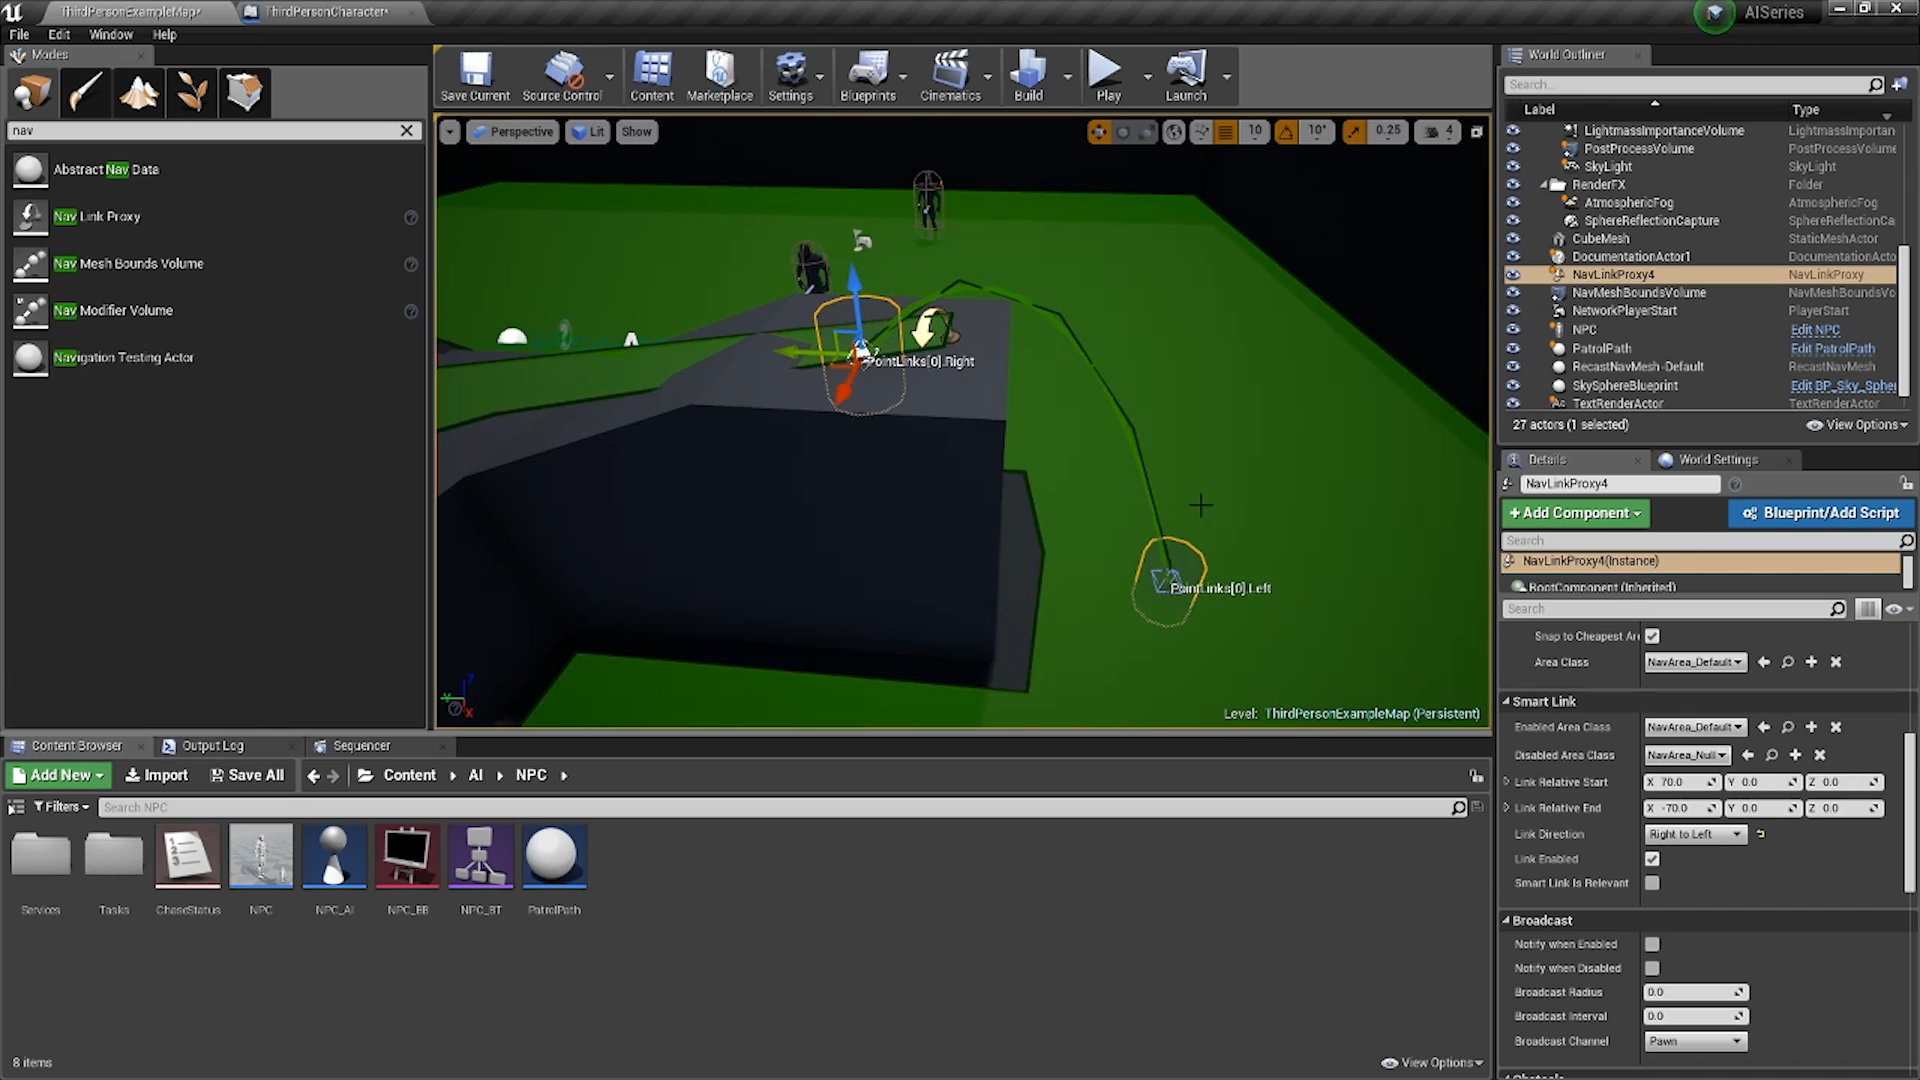 ThirdPersonExampleMap*
ThirdPersonCharacter*
AISeries
File Edit Window Help
Modes
nav
Abstract Nav Data
Nav Link Proxy
Nav Mesh Bounds Volume
Nav Modifier Volume
Navigation Testing Actor
Save Current
Source Control
Content
Marketplace
Settings
Blueprints
Cinematics
Build
Play
Launch
Perspective
Lit
Show
10
10°
0.25
4
PointLinks[0].Right
PointLinks[0].Left
Level: ThirdPersonExampleMap (Persistent)
World Outliner
Search...
Label Type
LightmassImportanceVolume LightmassImportan
PostProcessVolume PostProcessVolume
SkyLight SkyLight
RenderFX Folder
AtmosphericFog AtmosphericFog
SphereReflectionCapture SphereReflectionCa
CubeMesh StaticMeshActor
DocumentationActor1 DocumentationActo
NavLinkProxy4 NavLinkProxy
NavMeshBoundsVolume NavMeshBoundsVo
NetworkPlayerStart PlayerStart
NPC Edit NPC
PatrolPath Edit PatrolPath
RecastNavMesh-Default RecastNavMesh
SkySphereBlueprint Edit BP_Sky_Sphe
TextRenderActor TextRenderActor
27 actors (1 selected)
View Options
Details
World Settings
NavLinkProxy4
+Add Component
Blueprint/Add Script
Search
NavLinkProxy4(Instance)
RootComponent (Inherited)
Search
Snap to Cheapest Are
Area Class NavArea_Default
Smart Link
Enabled Area Class NavArea_Default
Disabled Area Class NavArea_Null
Link Relative Start X 70.0 Y 0.0 Z 0.0
Link Relative End X -70.0 Y 0.0 Z 0.0
Link Direction Right to Left
Link Enabled
Smart Link Is Relevant
Broadcast
Notify when Enabled
Notify when Disabled
Broadcast Radius 0.0
Broadcast Interval 0.0
Broadcast Channel Pawn
Content Browser
Output Log
Sequencer
Add New
Import
Save All
Content
AI
NPC
Filters
Search NPC
Services
Tasks
ChaseStatus
NPC
NPC_AI
NPC_BB
NPC_BT
PatrolPath
8 items
View Options